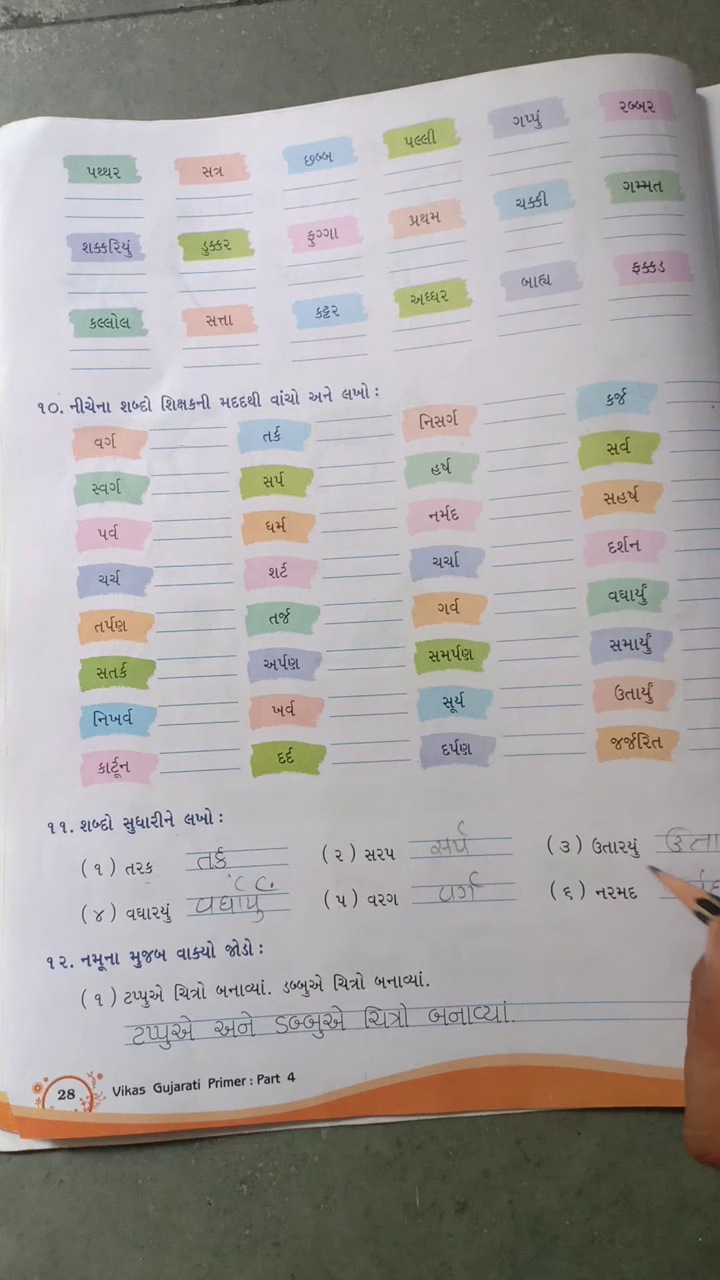 પથ્થર સત્ર છબ્બ પલ્લી ગપ્પું રબ્બર
શક્કરિયું ડુક્કર ફુગ્ગા પ્રથમ ચક્કી ગમ્મત
કલ્લોલ સત્તા કટ્ટર અધ્ધર બાહ્ય ફક્કડ
૧૦. નીચેના શબ્દો શિક્ષકની મદદથી વાંચો અને લખો :
વર્ગ તર્ક નિસર્ગ કર્જ
સ્વર્ગ સર્પ હર્ષ સર્વ
પર્વ ધર્મ નર્મદ સહર્ષ
ચર્ચ શર્ટ ચર્ચા દર્શન
તર્પણ તર્જ ગર્વ વઘાર્યું
સતર્ક અર્પણ સમર્પણ સમાર્યું
નિખર્વ ખર્વ સૂર્ય ઉતાર્યું
કાર્ટૂન દર્દ દર્પણ જર્જરિત
૧૧. શબ્દો સુધારીને લખો :
(૧) તરક તર્ક (૨) સરપ સર્પ (૩) ઉતારયું ઉતા
(૪) વઘારયું વઘાર્યું (૫) વરગ વર્ગ (૬) નરમદ
૧૨. નમૂના મુજબ વાક્યો જોડો :
(૧) ટપ્પુએ ચિત્રો બનાવ્યાં. ડબ્બુએ ચિત્રો બનાવ્યાં.
ટપ્પુએ અને ડબ્બુએ ચિત્રો બનાવ્યાં.
28 Vikas Gujarati Primer : Part 4